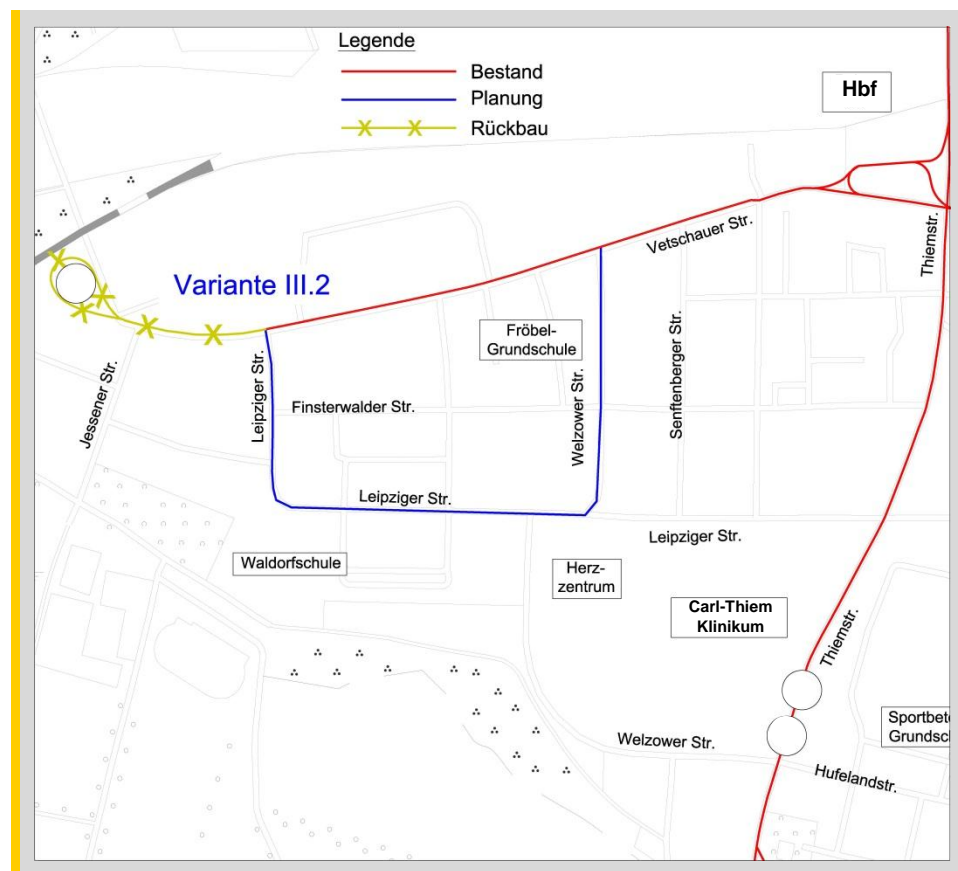 Legende
Bestand
Planung
Rückbau
Hbf
Vetschauer Str.
Thiemstr.
Variante III.2
Fröbel-
Grundschule
Jessener Str.
Leipziger Str.
Finsterwalder Str.
Welzower Str.
Senftenberger Str.
Leipziger Str.
Leipziger Str.
Waldorfschule
Herz-
zentrum
Carl-Thiem
Klinikum
Thiemstr.
Welzower Str.
Hufelandstr.